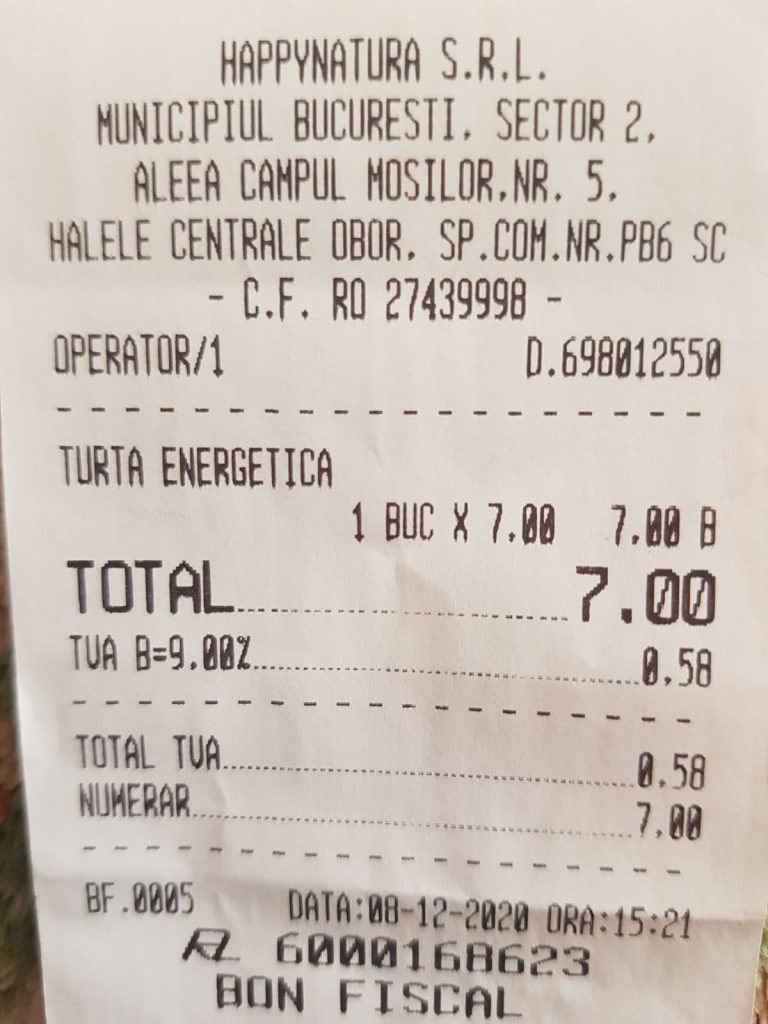 HAPPYNATURA S.R.L.
MUNICIPIUL BUCURESTI, SECTOR 2,
ALEEA CAMPUL MOSILOR,NR. 5,
HALELE CENTRALE OBOR, SP.COM.NR.PB6 SC
- C.F. RO 27439998 -
OPERATOR/1 D.698012550
TURTA ENERGETICA
1 BUC X 7.00 7.00 B
TOTAL 7.00
TVA B=9.00% 0,58
TOTAL TVA 0,58
NUMERAR 7,00
BF.0005 DATA:08-12-2020 ORA:15:21
6000168623
BON FISCAL